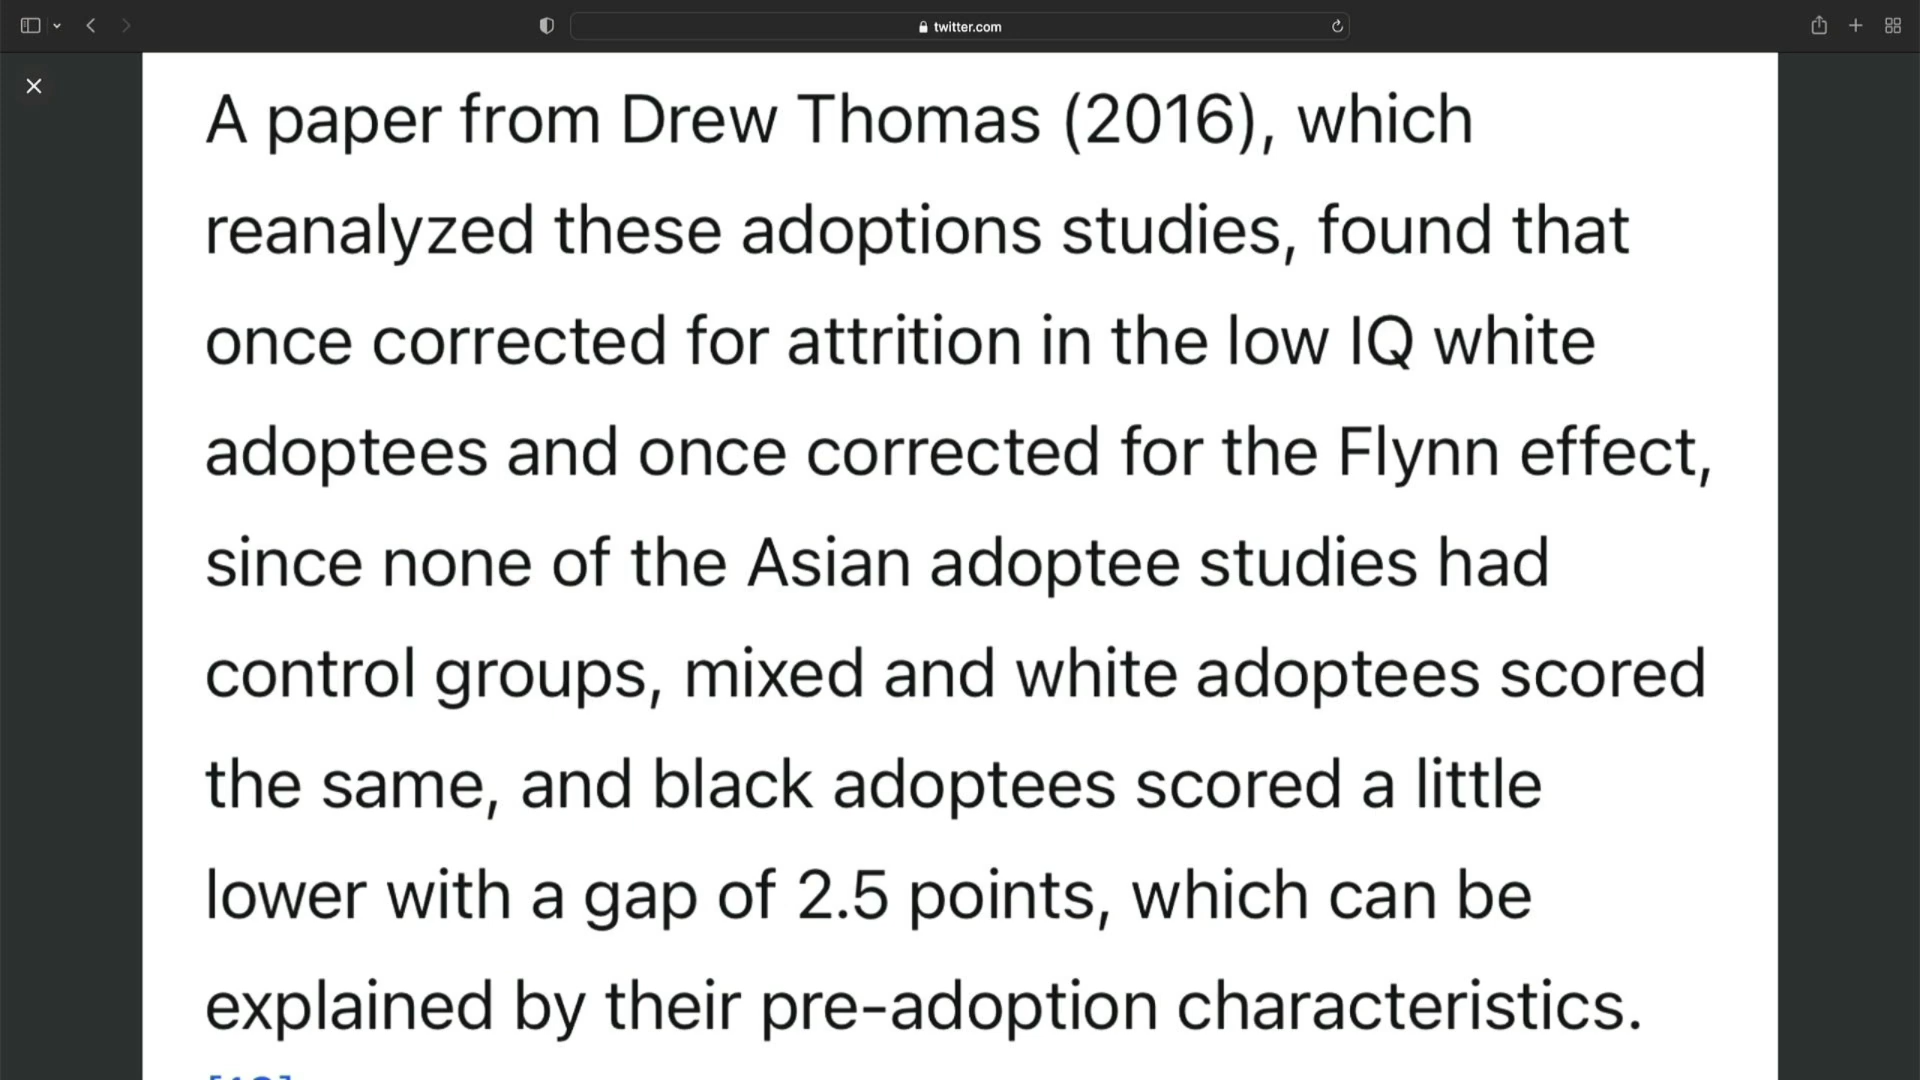 twitter.com
A paper from Drew Thomas (2016), which
reanalyzed these adoptions studies, found that
once corrected for attrition in the low IQ white
adoptees and once corrected for the Flynn effect,
since none of the Asian adoptee studies had
control groups, mixed and white adoptees scored
the same, and black adoptees scored a little
lower with a gap of 2.5 points, which can be
explained by their pre-adoption characteristics.